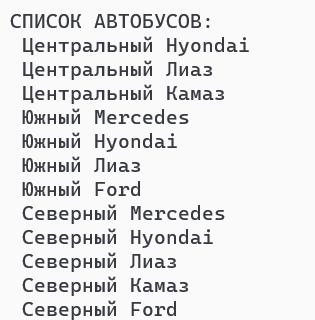 СПИСОК АВТОБУСОВ:
Центральный Hyondai
Центральный Лиаз
Центральный Камаз
Южный Mercedes
Южный Hyondai
Южный Лиаз
Южный Ford
Северный Mercedes
Северный Hyondai
Северный Лиаз
Северный Камаз
Северный Ford